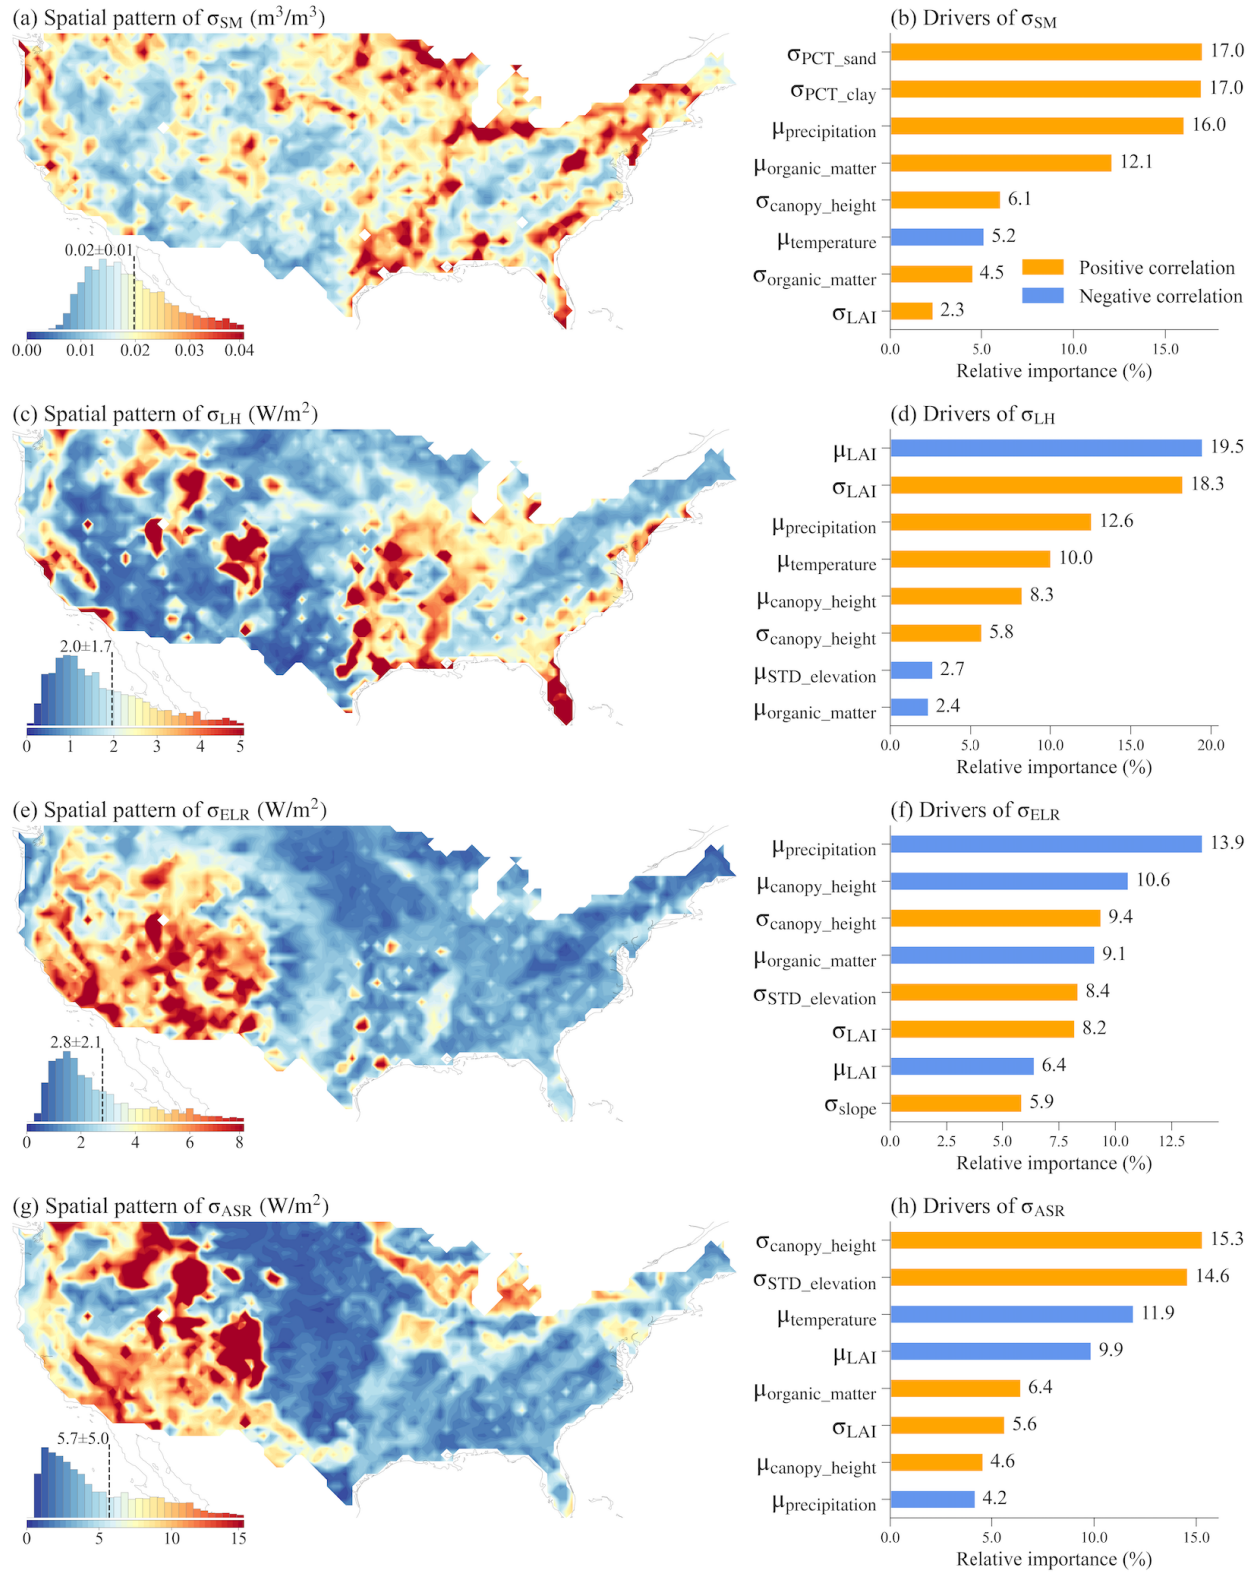 (a) Spatial pattern of σSM (m³/m³)
0.02±0.01
0.00 0.01 0.02 0.03 0.04
(b) Drivers of σSM
σPCT_sand 17.0
σPCT_clay 17.0
μprecipitation 16.0
μorganic_matter 12.1
σcanopy_height 6.1
μtemperature 5.2
σorganic_matter 4.5
σLAI 2.3
Positive correlation
Negative correlation
0.0 5.0 10.0 15.0
Relative importance (%)
(c) Spatial pattern of σLH (W/m²)
2.0±1.7
0 1 2 3 4 5
(d) Drivers of σLH
μLAI 19.5
σLAI 18.3
μprecipitation 12.6
μtemperature 10.0
μcanopy_height 8.3
σcanopy_height 5.8
μSTD_elevation 2.7
μorganic_matter 2.4
0.0 5.0 10.0 15.0 20.0
Relative importance (%)
(e) Spatial pattern of σELR (W/m²)
2.8±2.1
0 2 4 6 8
(f) Drivers of σELR
μprecipitation 13.9
μcanopy_height 10.6
σcanopy_height 9.4
μorganic_matter 9.1
σSTD_elevation 8.4
σLAI 8.2
μLAI 6.4
σslope 5.9
0.0 2.5 5.0 7.5 10.0 12.5
Relative importance (%)
(g) Spatial pattern of σASR (W/m²)
5.7±5.0
0 5 10 15
(h) Drivers of σASR
σcanopy_height 15.3
σSTD_elevation 14.6
μtemperature 11.9
μLAI 9.9
μorganic_matter 6.4
σLAI 5.6
μcanopy_height 4.6
μprecipitation 4.2
0.0 5.0 10.0 15.0
Relative importance (%)